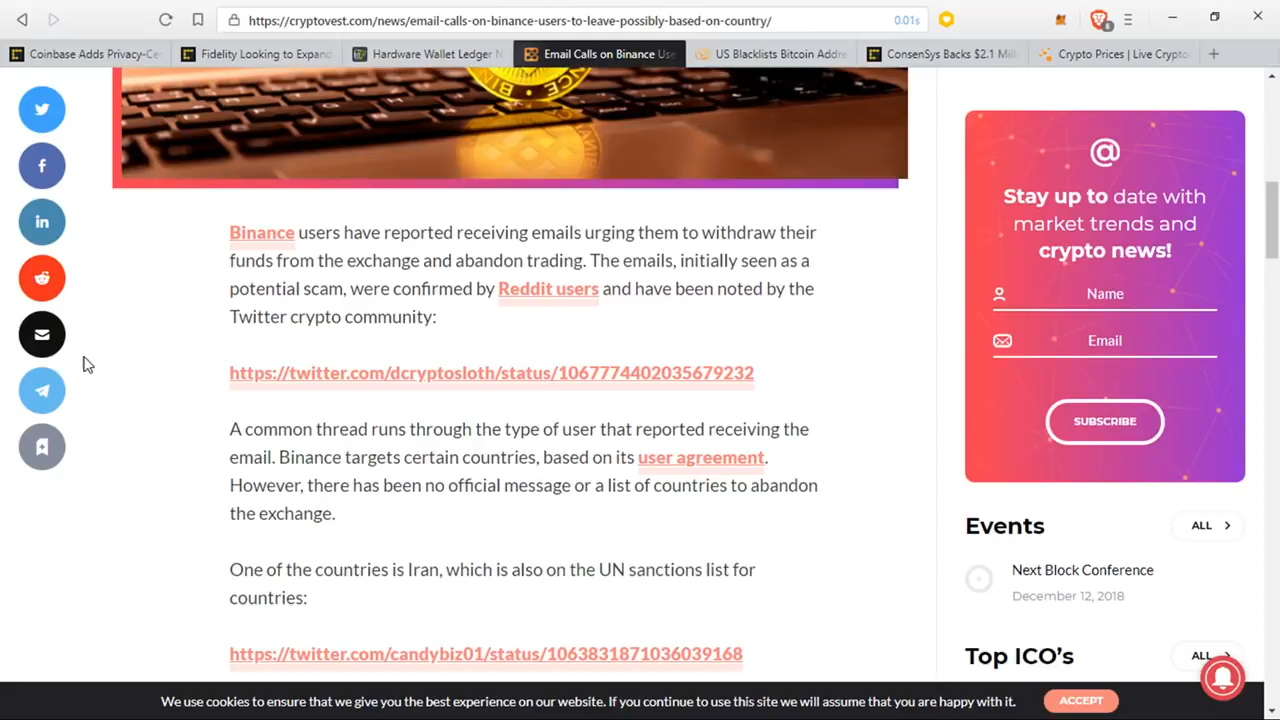 https://cryptovest.com/news/email-calls-on-binance-users-to-leave-possibly-based-on-country/
0.01s
6
Coinbase Adds Privacy-Ce
Fidelity Looking to Expand
Hardware Wallet Ledger N
Email Calls on Binance Use
US Blacklists Bitcoin Addre
ConsenSys Backs $2.1 Mill
Crypto Prices | Live Crypto
Binance users have reported receiving emails urging them to withdraw their
funds from the exchange and abandon trading. The emails, initially seen as a
potential scam, were confirmed by Reddit users and have been noted by the
Twitter crypto community:
https://twitter.com/dcryptosloth/status/1067774402035679232
A common thread runs through the type of user that reported receiving the
email. Binance targets certain countries, based on its user agreement.
However, there has been no official message or a list of countries to abandon
the exchange.
One of the countries is Iran, which is also on the UN sanctions list for
countries:
https://twitter.com/candybiz01/status/1063831871036039168
@
Stay up to date with
market trends and
crypto news!
Name
Email
SUBSCRIBE
Events
ALL
Next Block Conference
December 12, 2018
Top ICO's
ALL
We use cookies to ensure that we give you the best experience on our website. If you continue to use this site we will assume that you are happy with it.
ACCEPT